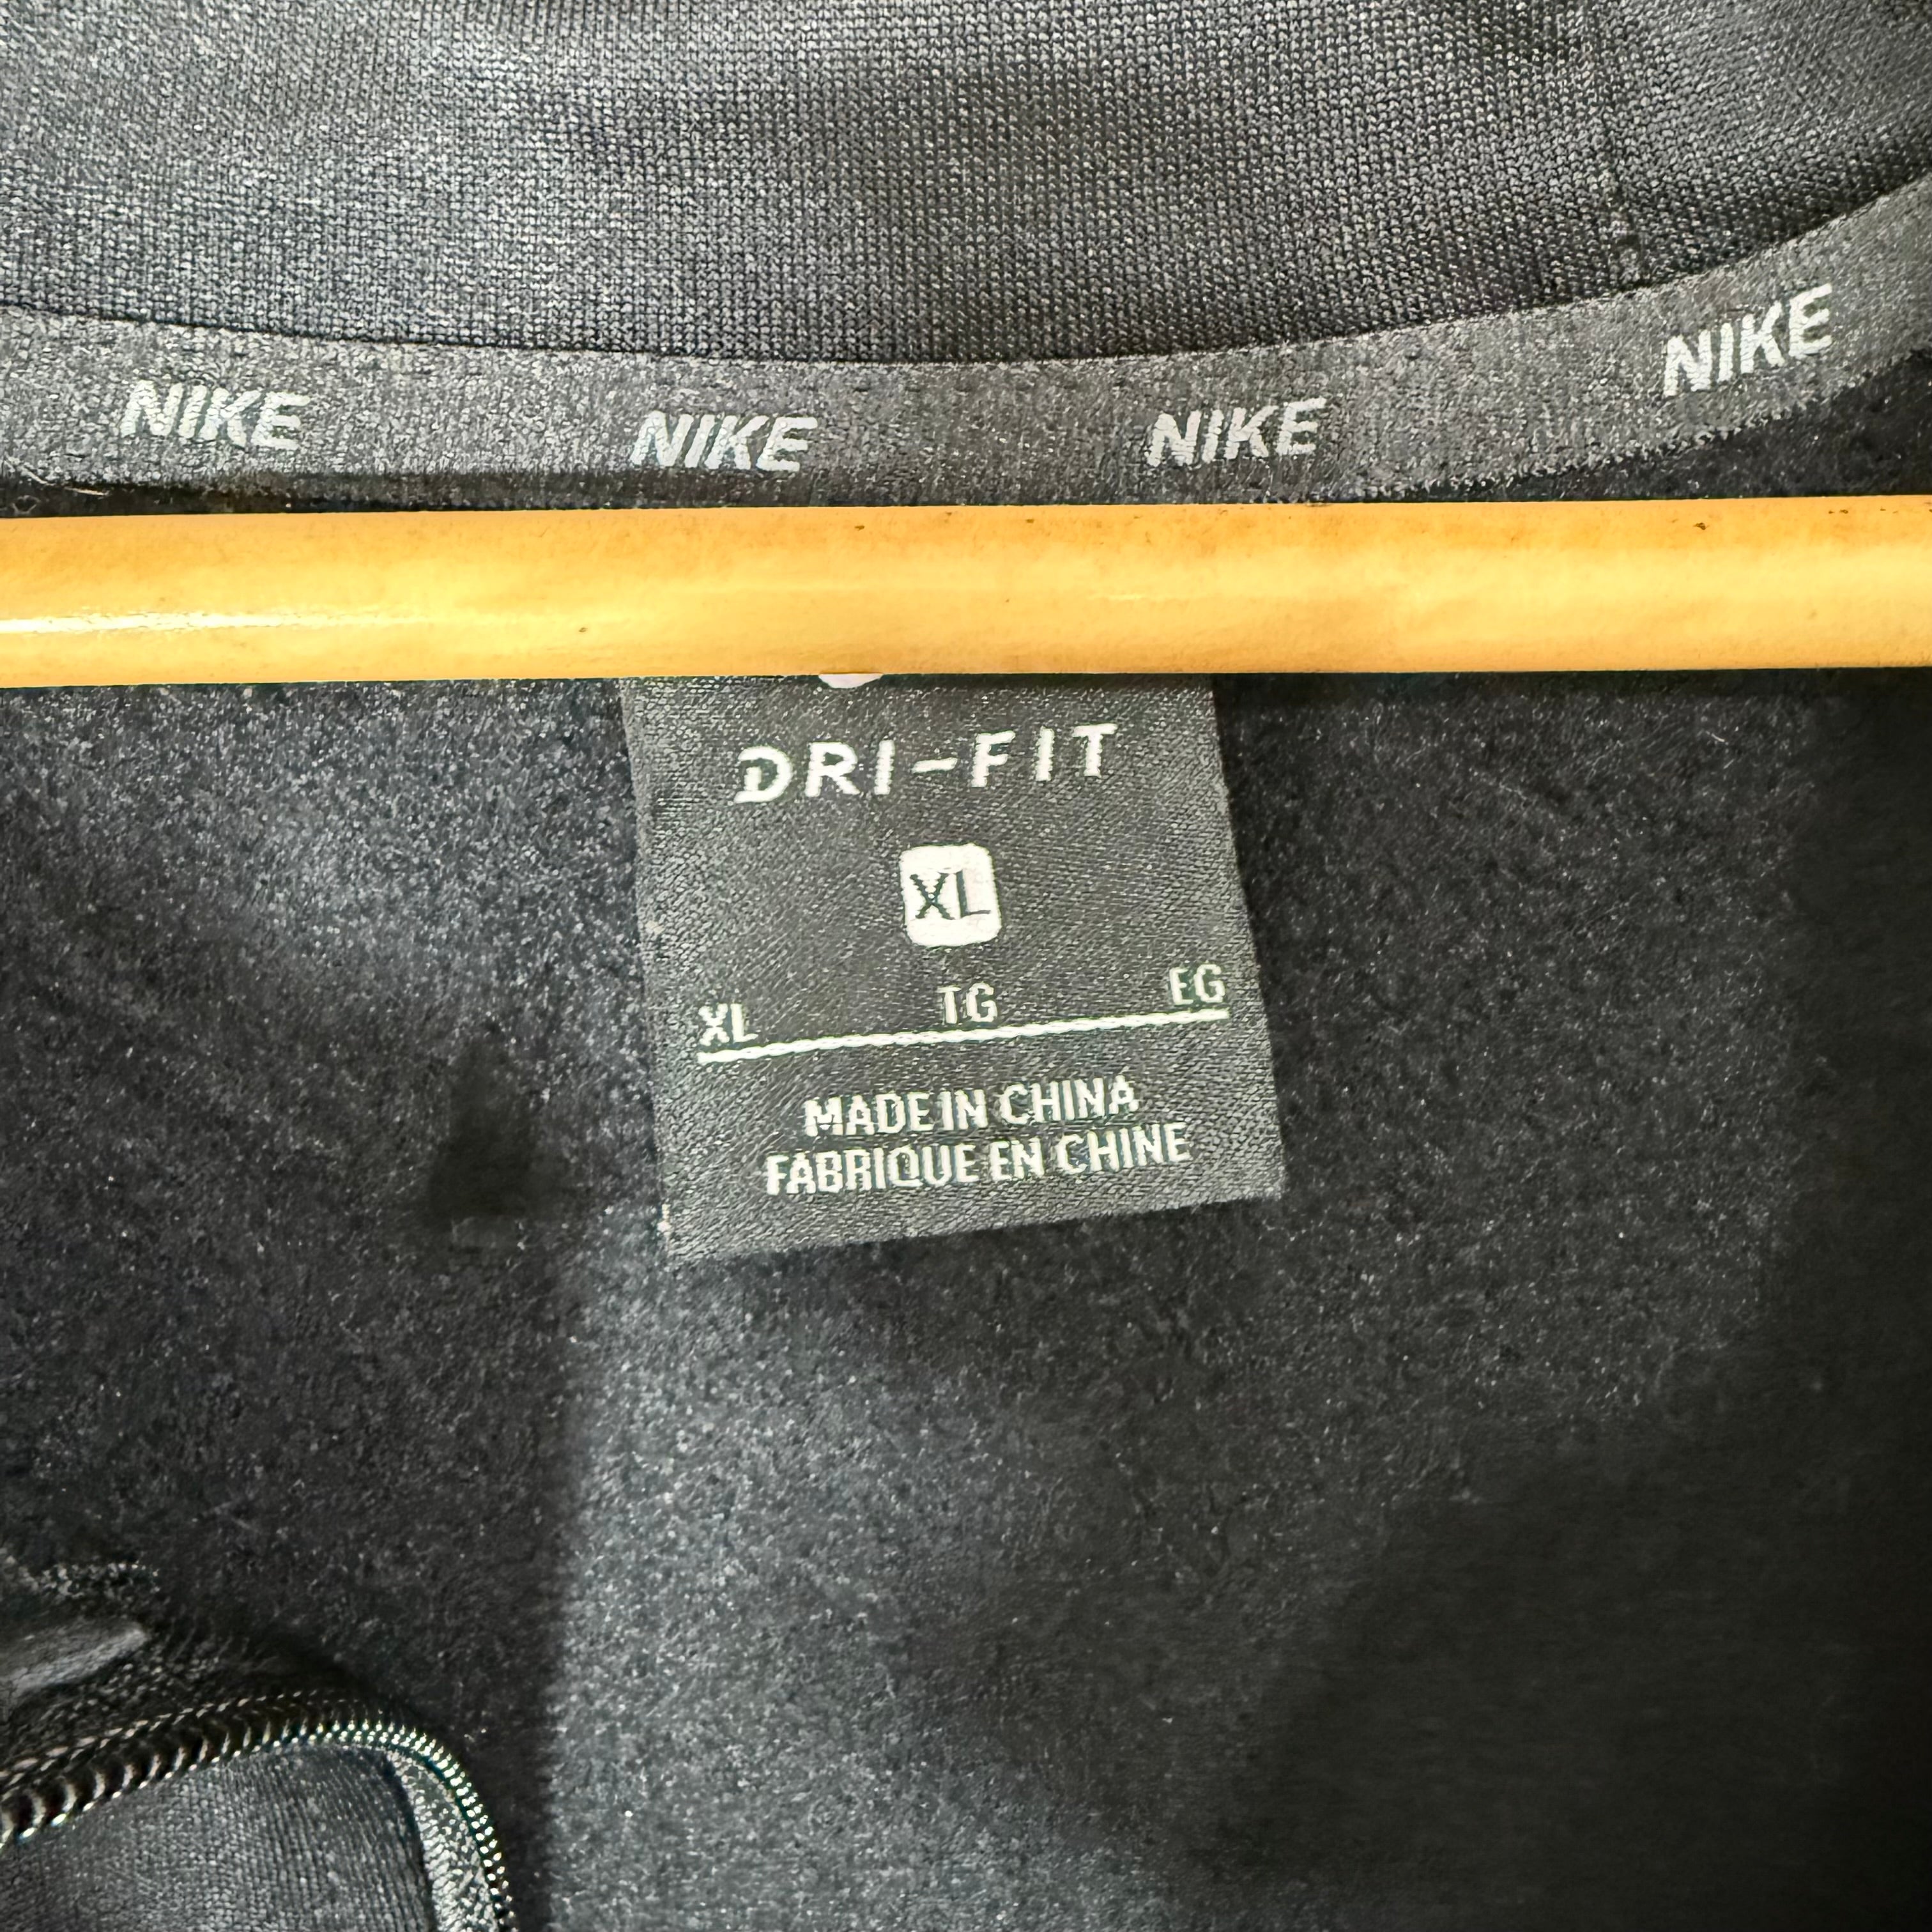 NIKE NIKE NIKE NIKE
DRI-FIT
XL
XL TG EG
MADE IN CHINA
FABRIQUE EN CHINE